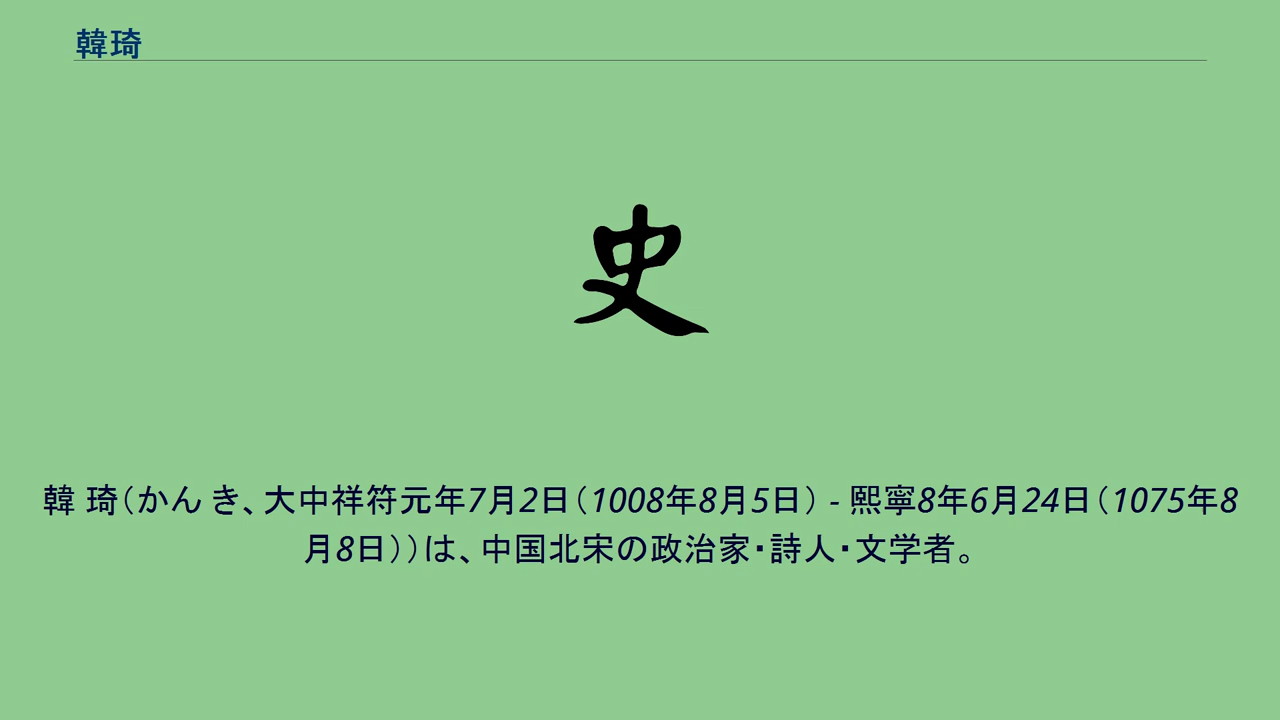 韓琦
史
韓 琦（かん き、大中祥符元年7月2日（1008年8月5日） - 熙寧8年6月24日（1075年8
月8日））は、中国北宋の政治家・詩人・文学者。